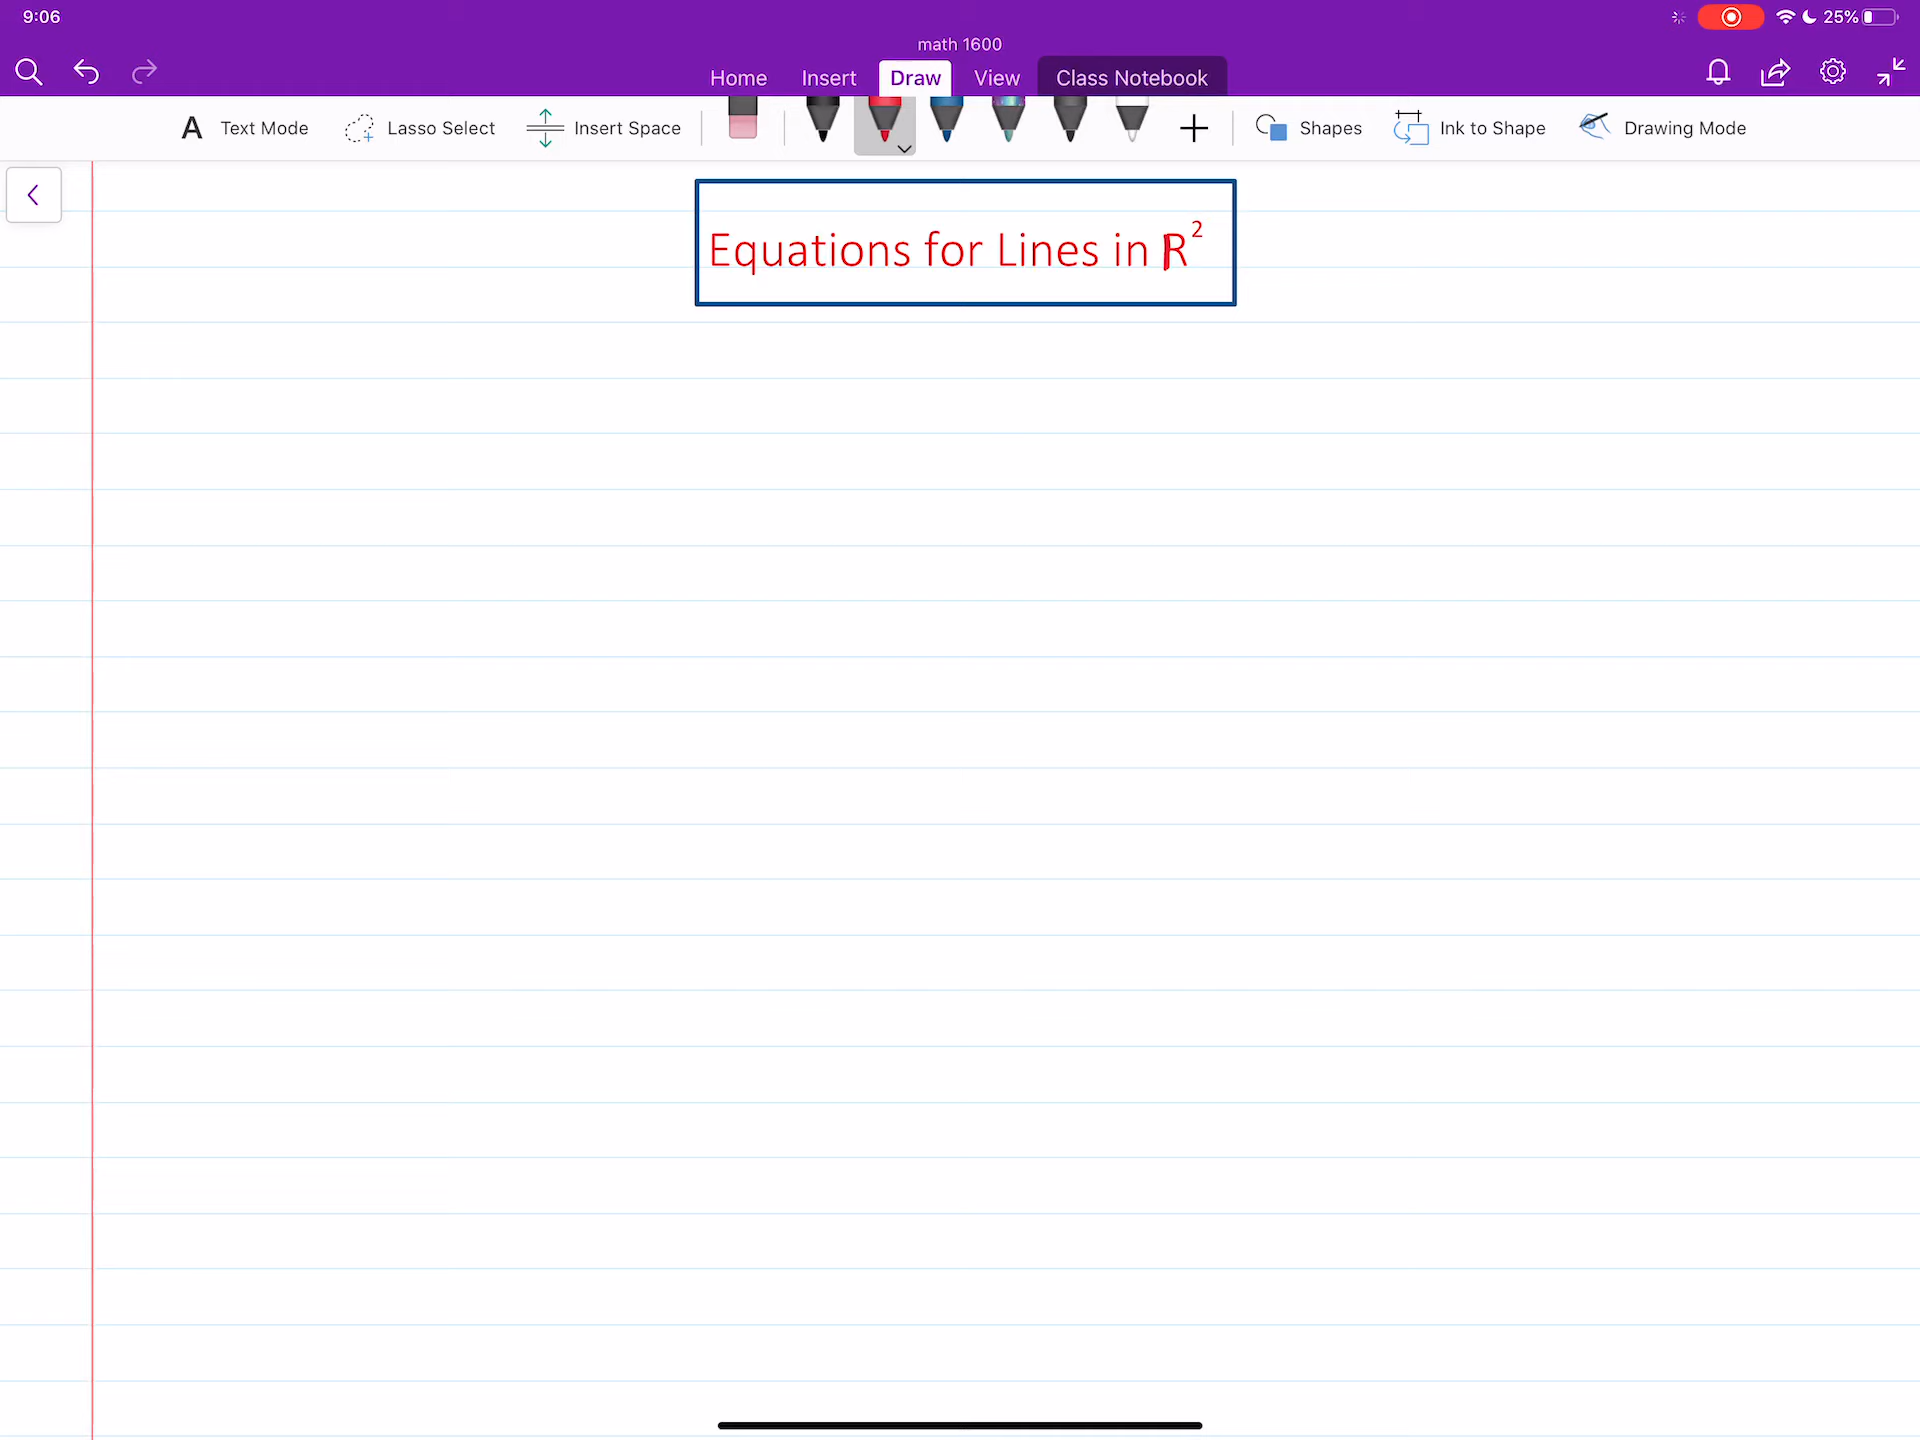 9:06
25%
math 1600
Home Insert Draw View Class Notebook
A Text Mode Lasso Select Insert Space Shapes Ink to Shape Drawing Mode
Equations for Lines in ℝ²